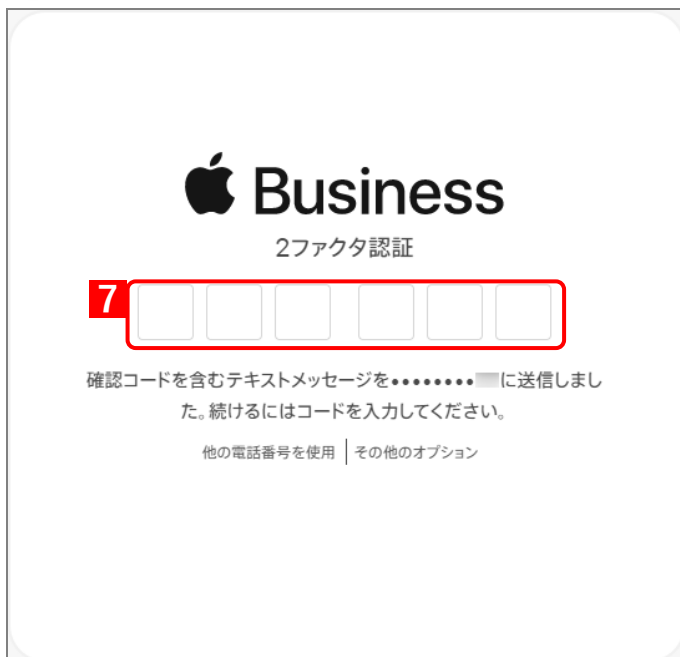 Business
2ファクタ認証
7
確認コードを含むテキストメッセージを••••••••に送信しまし
た。続けるにはコードを入力してください。
他の電話番号を使用 | その他のオプション